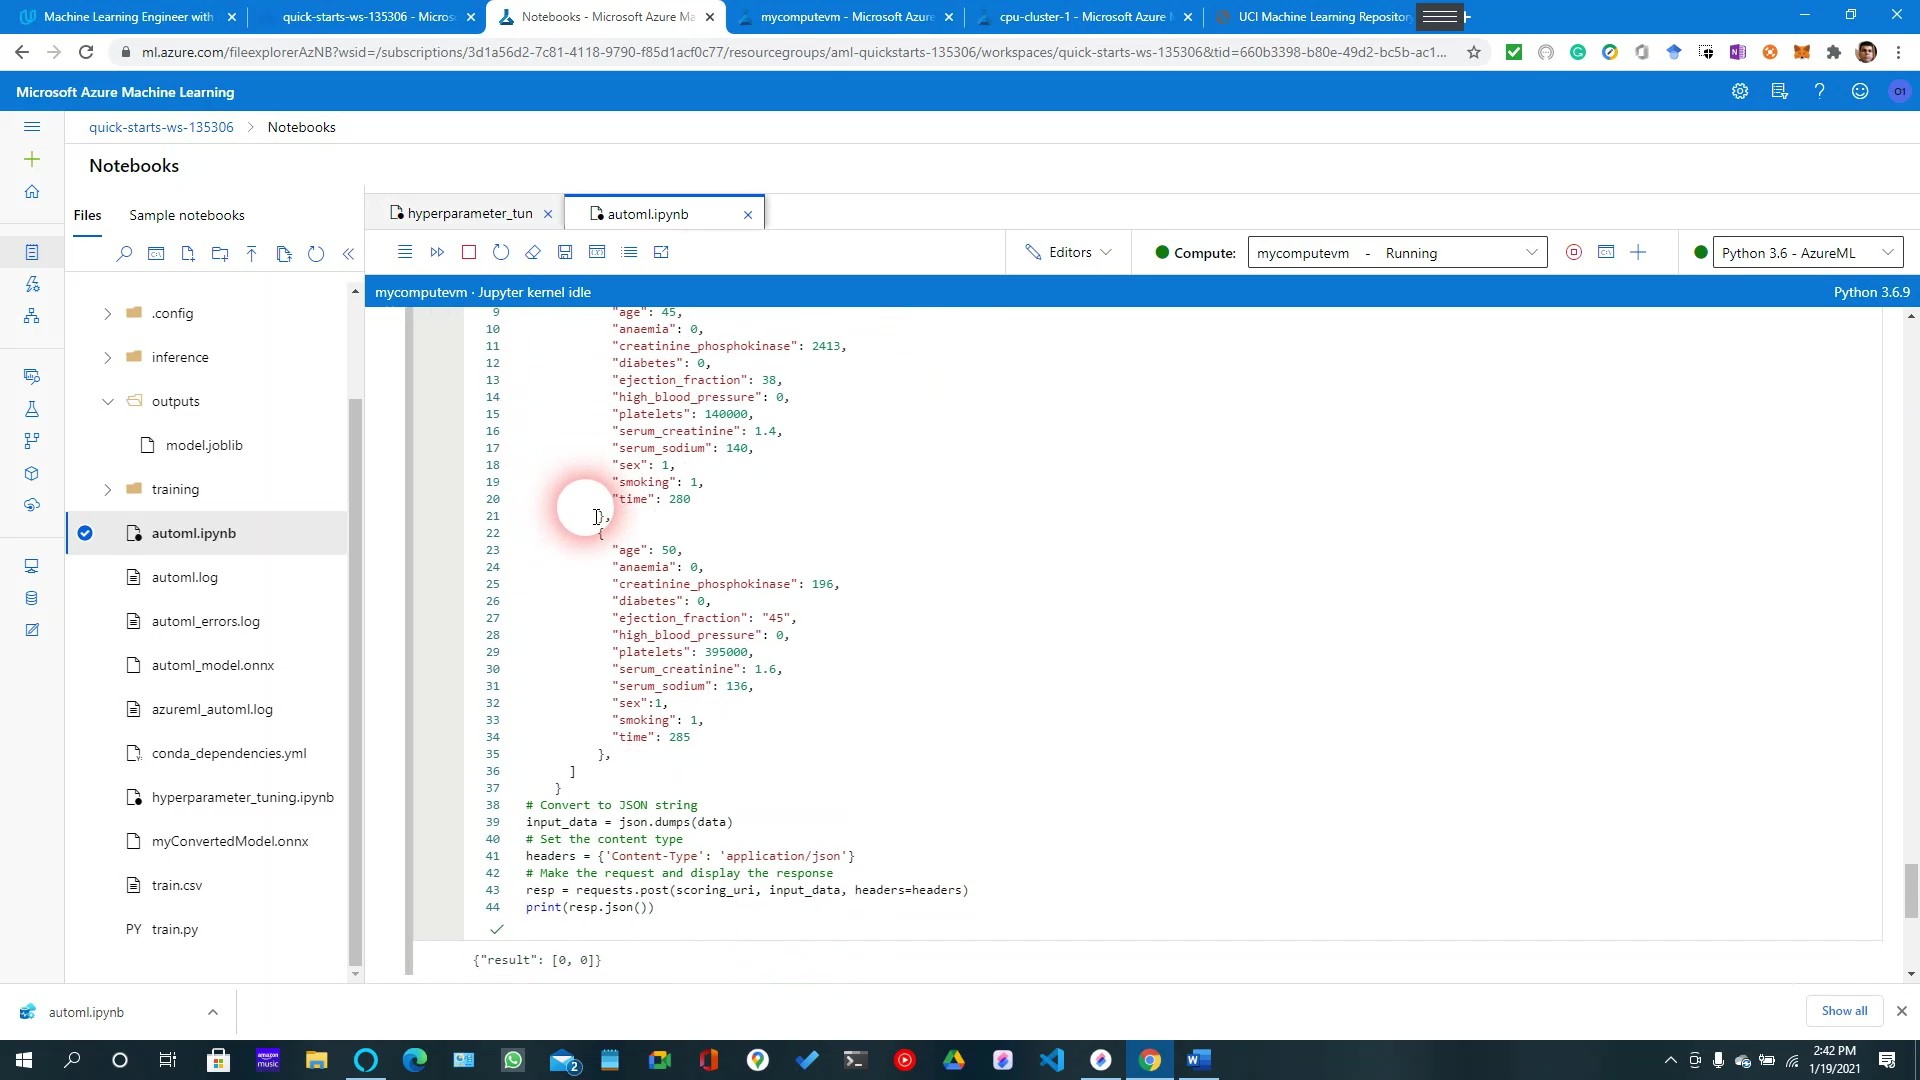 Machine Learning Engineer with
quick-starts-ws-135306 - Micros
Notebooks - Microsoft Azure Ma
mycomputevm - Microsoft Azure
cpu-cluster-1 - Microsoft Azure
UCI Machine Learning Repository
ml.azure.com/fileexplorerAzNB?wsid=/subscriptions/3d1a56d2-7c81-4118-9790-f85d1acf0c77/resourcegroups/aml-quickstarts-135306/workspaces/quick-starts-ws-135306&tid=660b3398-b80e-49d2-bc5b-ac1...
Microsoft Azure Machine Learning
O1
quick-starts-ws-135306 > Notebooks
Notebooks
Files
Sample notebooks
hyperparameter_tun
automl.ipynb
Editors
Compute:
mycomputevm - Running
Python 3.6 - AzureML
mycomputevm · Jupyter kernel idle
Python 3.6.9
.config
inference
outputs
model.joblib
training
automl.ipynb
automl.log
automl_errors.log
automl_model.onnx
azureml_automl.log
conda_dependencies.yml
hyperparameter_tuning.ipynb
myConvertedModel.onnx
train.csv
PY train.py
9 "age": 45,
10 "anaemia": 0,
11 "creatinine_phosphokinase": 2413,
12 "diabetes": 0,
13 "ejection_fraction": 38,
14 "high_blood_pressure": 0,
15 "platelets": 140000,
16 "serum_creatinine": 1.4,
17 "serum_sodium": 140,
18 "sex": 1,
19 "smoking": 1,
20 "time": 280
21 },
22 {
23 "age": 50,
24 "anaemia": 0,
25 "creatinine_phosphokinase": 196,
26 "diabetes": 0,
27 "ejection_fraction": "45",
28 "high_blood_pressure": 0,
29 "platelets": 395000,
30 "serum_creatinine": 1.6,
31 "serum_sodium": 136,
32 "sex":1,
33 "smoking": 1,
34 "time": 285
35 },
36 ]
37 }
38 # Convert to JSON string
39 input_data = json.dumps(data)
40 # Set the content type
41 headers = {'Content-Type': 'application/json'}
42 # Make the request and display the response
43 resp = requests.post(scoring_uri, input_data, headers=headers)
44 print(resp.json())
{"result": [0, 0]}
automl.ipynb
Show all
amazon music
2
2:42 PM
1/19/2021